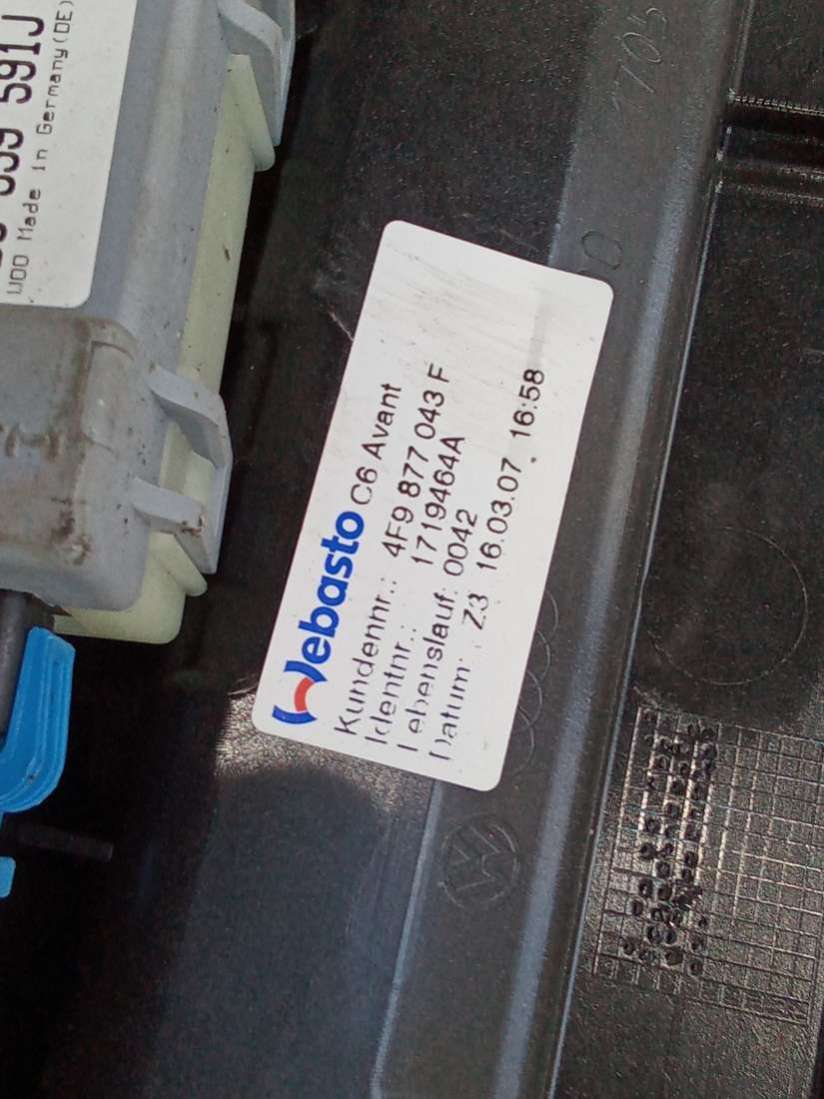 591J
W00 Made in Germany(DE)
Webasto C6 Avant
Kundennr.: 4F9 877 043 F
Identnr.: 1719464A
Lebenslauf: 0042
Datum: Z3 16.03.07 16:58